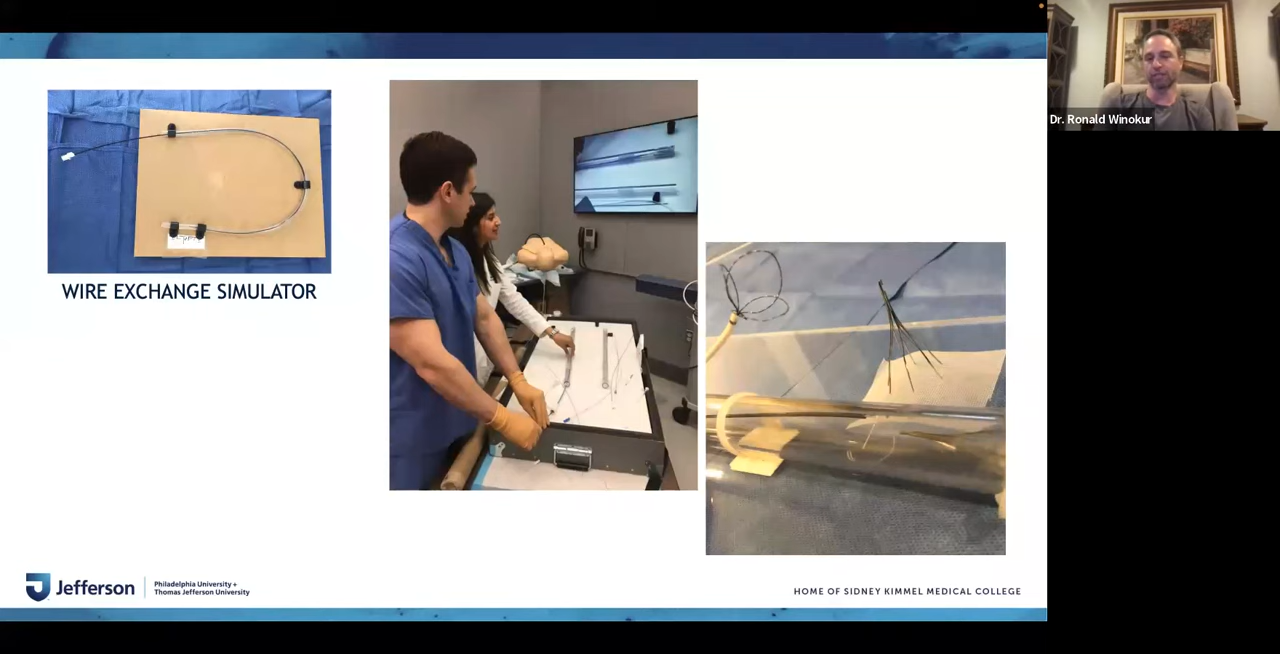 Dr. Ronald Winokur
WIRE EXCHANGE SIMULATOR
Jefferson
Philadelphia University +
Thomas Jefferson University
HOME OF SIDNEY KIMMEL MEDICAL COLLEGE